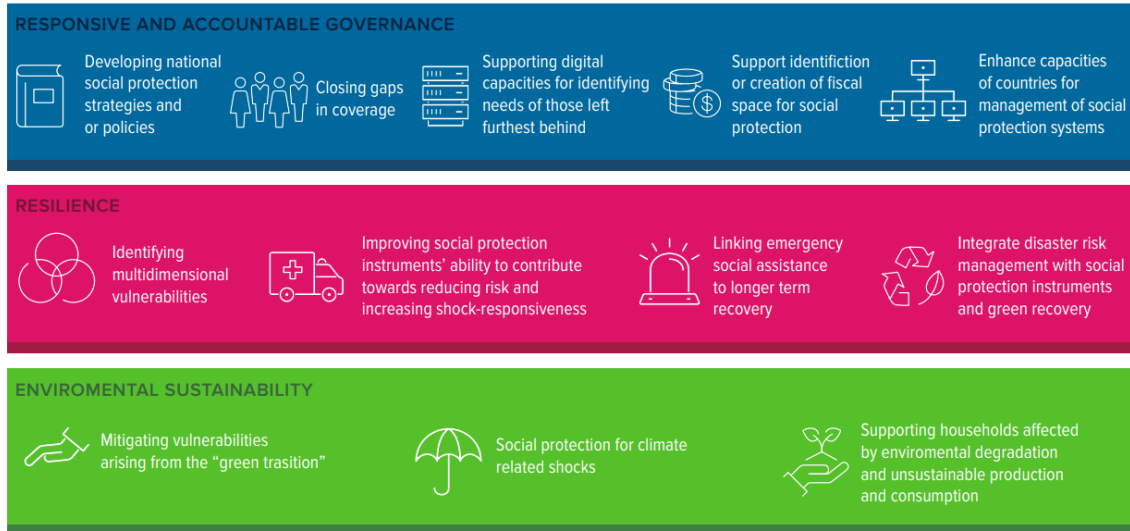 RESPONSIVE AND ACCOUNTABLE GOVERNANCE
Developing national
social protection
strategies and
or policies
Closing gaps
in coverage
Supporting digital
capacities for identifying
needs of those left
furthest behind
Support identifiction
or creation of fiscal
space for social
protection
Enhance capacities
of countries for
management of social
protection systems
RESILIENCE
Identifying
multidimensional
vulnerabilities
Improving social protection
instruments’ ability to contribute
towards reducing risk and
increasing shock-responsiveness
Linking emergency
social assistance
to longer term
recovery
Integrate disaster risk
management with social
protection instruments
and green recovery
ENVIROMENTAL SUSTAINABILITY
Mitigating vulnerabilities
arising from the “green trasition”
Social protection for climate
related shocks
Supporting households affected
by enviromental degradation
and unsustainable production
and consumption